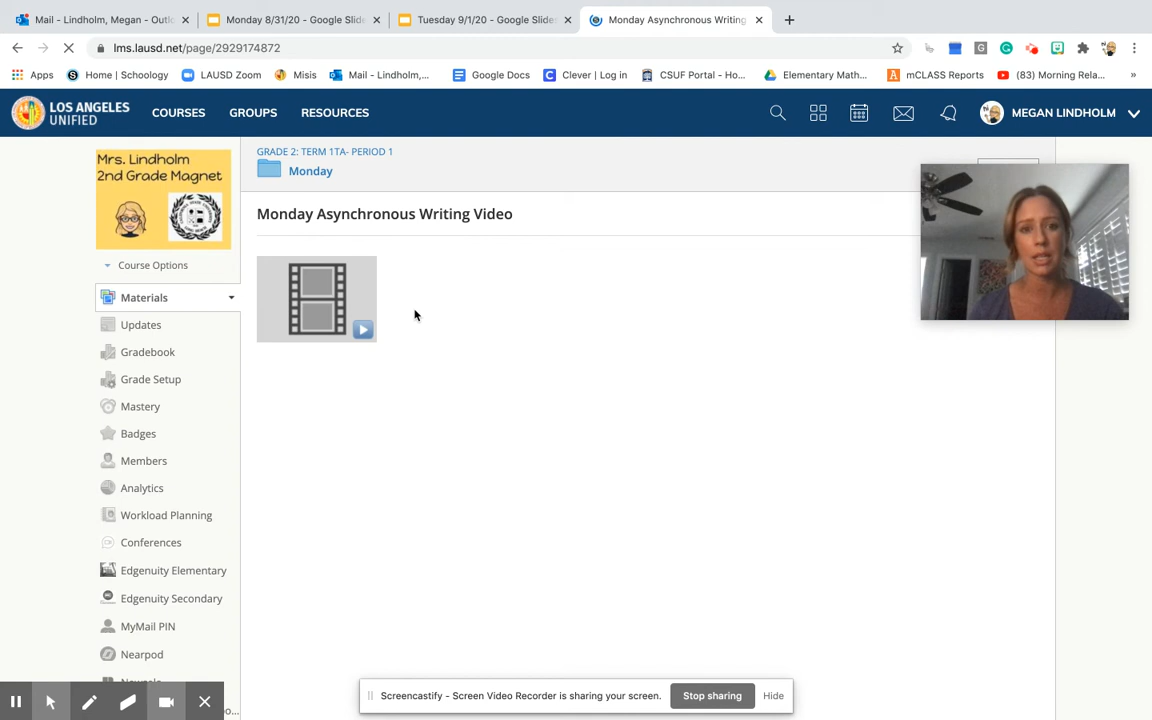 Mail - Lindholm, Megan - Outlo
Monday 8/31/20 - Google Slide
Tuesday 9/1/20 - Google Slides
Monday Asynchronous Writing
lms.lausd.net/page/2929174872
Apps
Home | Schoology
LAUSD Zoom
Misis
Mail - Lindholm,...
Google Docs
Clever | Log in
CSUF Portal - Ho...
Elementary Math...
mCLASS Reports
(83) Morning Rela...
»
LOS ANGELES
UNIFIED
COURSES
GROUPS
RESOURCES
MEGAN LINDHOLM
Mrs. Lindholm
2nd Grade Magnet
GRADE 2: TERM 1TA- PERIOD 1
Monday
Monday Asynchronous Writing Video
Course Options
Materials
Updates
Gradebook
Grade Setup
Mastery
Badges
Members
Analytics
Workload Planning
Conferences
Edgenuity Elementary
Edgenuity Secondary
MyMail PIN
Nearpod
Screencastify - Screen Video Recorder is sharing your screen.
Stop sharing
Hide